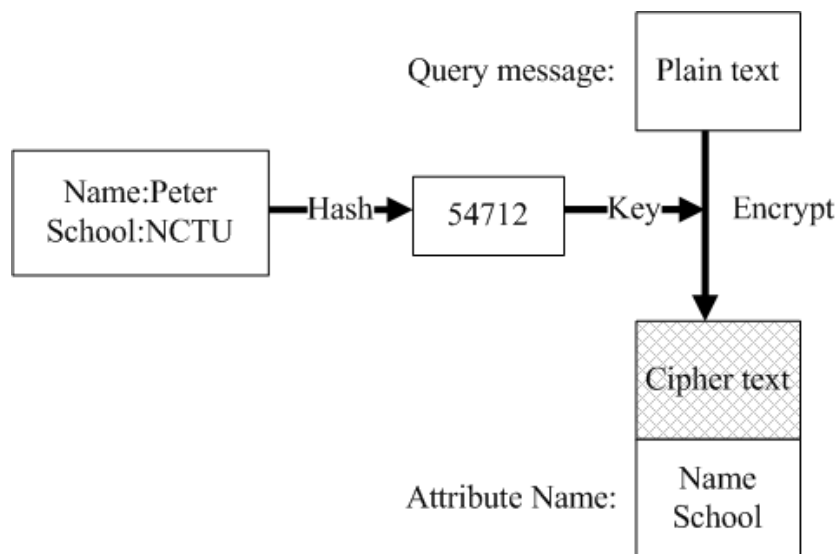 Query message:
Plain text
Name:Peter
School:NCTU
Hash
54712
Key
Encrypt
Cipher text
Attribute Name:
Name
School